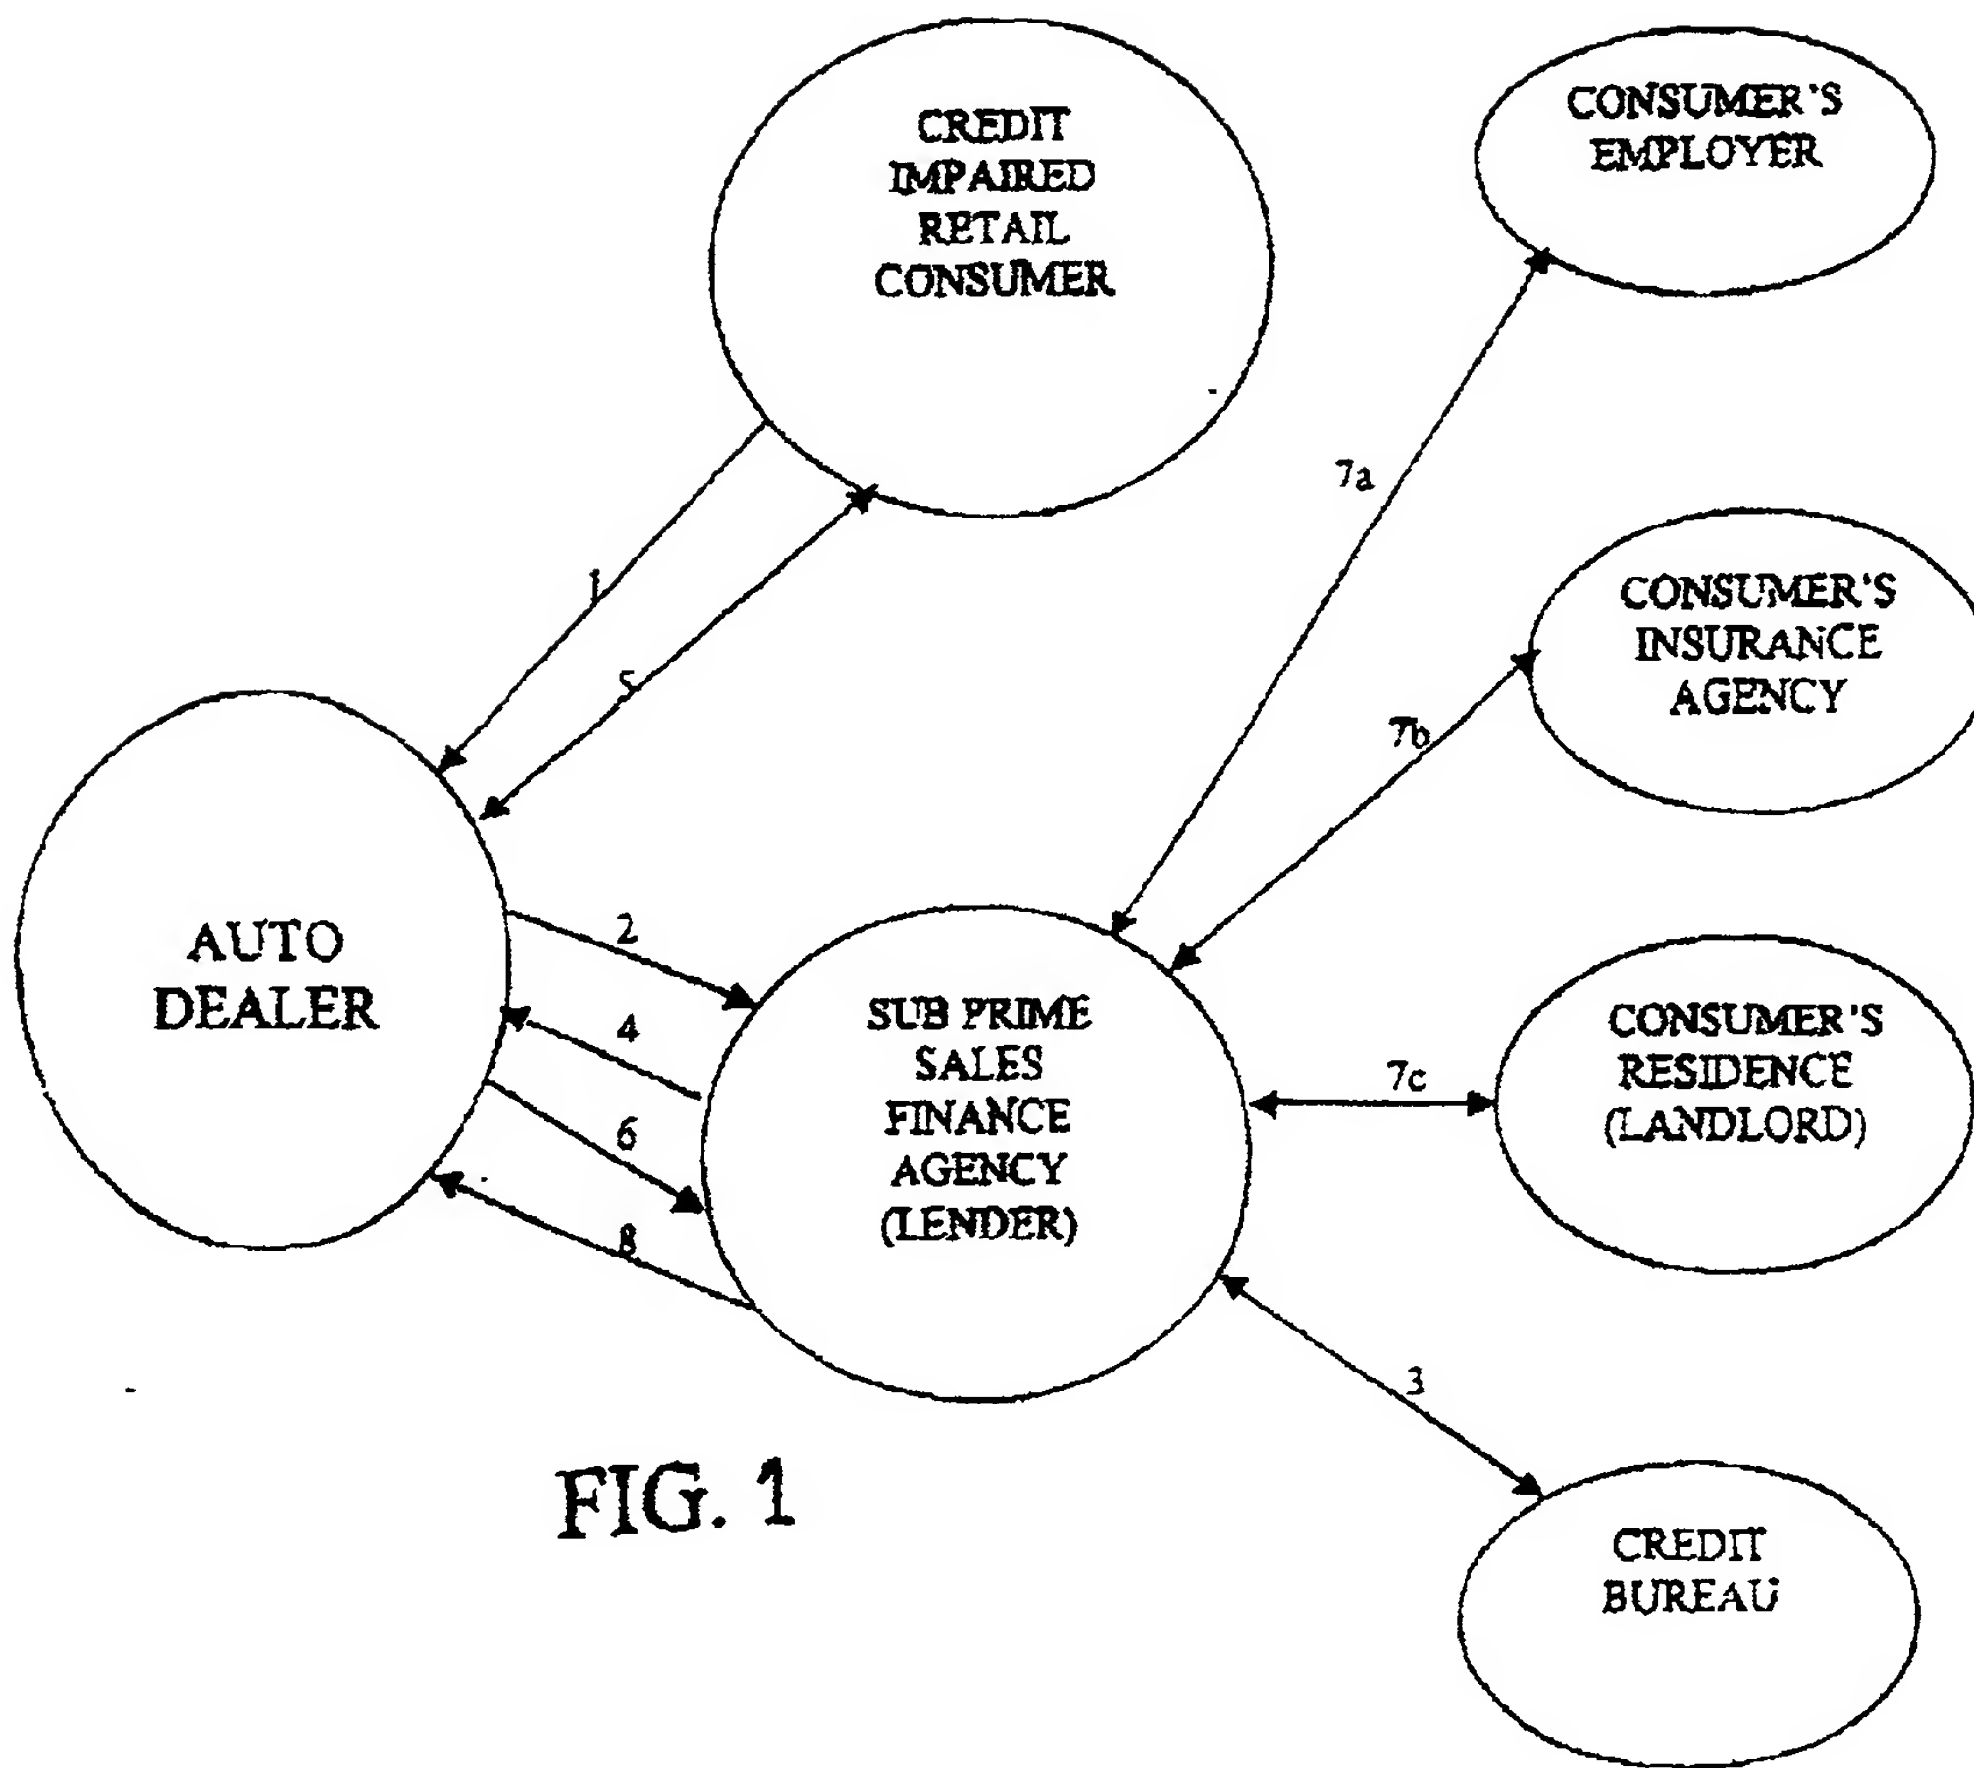 CREDIT
IMPAIRED
RETAIL
CONSUMER
CONSUMER'S
EMPLOYER
7a
1
5
CONSUMER'S
INSURANCE
AGENCY
7b
AUTO
DEALER
2
4
6
8
SUB PRIME
SALES
FINANCE
AGENCY
(LENDER)
7c
CONSUMER'S
RESIDENCE
(LANDLORD)
3
CREDIT
BUREAU
FIG. 1